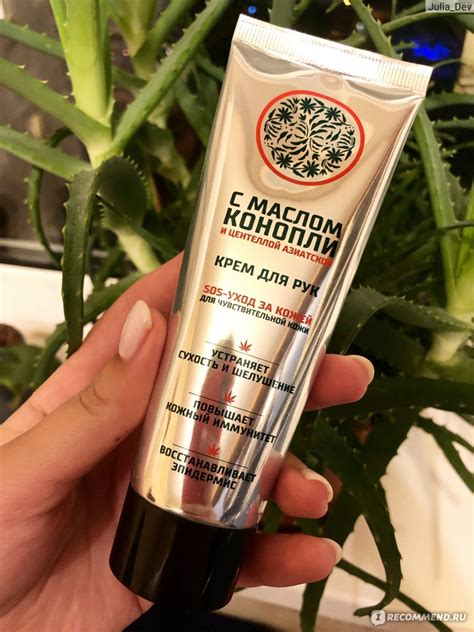 Julia_Dev
С МАСЛОМ
КОНОПЛИ
И ЦЕНТЕЛЛОЙ АЗИАТСКОЙ
КРЕМ ДЛЯ РУК
SOS-УХОД ЗА КОЖЕЙ
ДЛЯ ЧУВСТВИТЕЛЬНОЙ КОЖИ
УСТРАНЯЕТ
СУХОСТЬ И ШЕЛУШЕНИЕ
ПОВЫШАЕТ
КОЖНЫЙ ИММУНИТЕТ
ВОССТАНАВЛИВАЕТ
ЭПИДЕРМИС
IRECOMMEND.RU